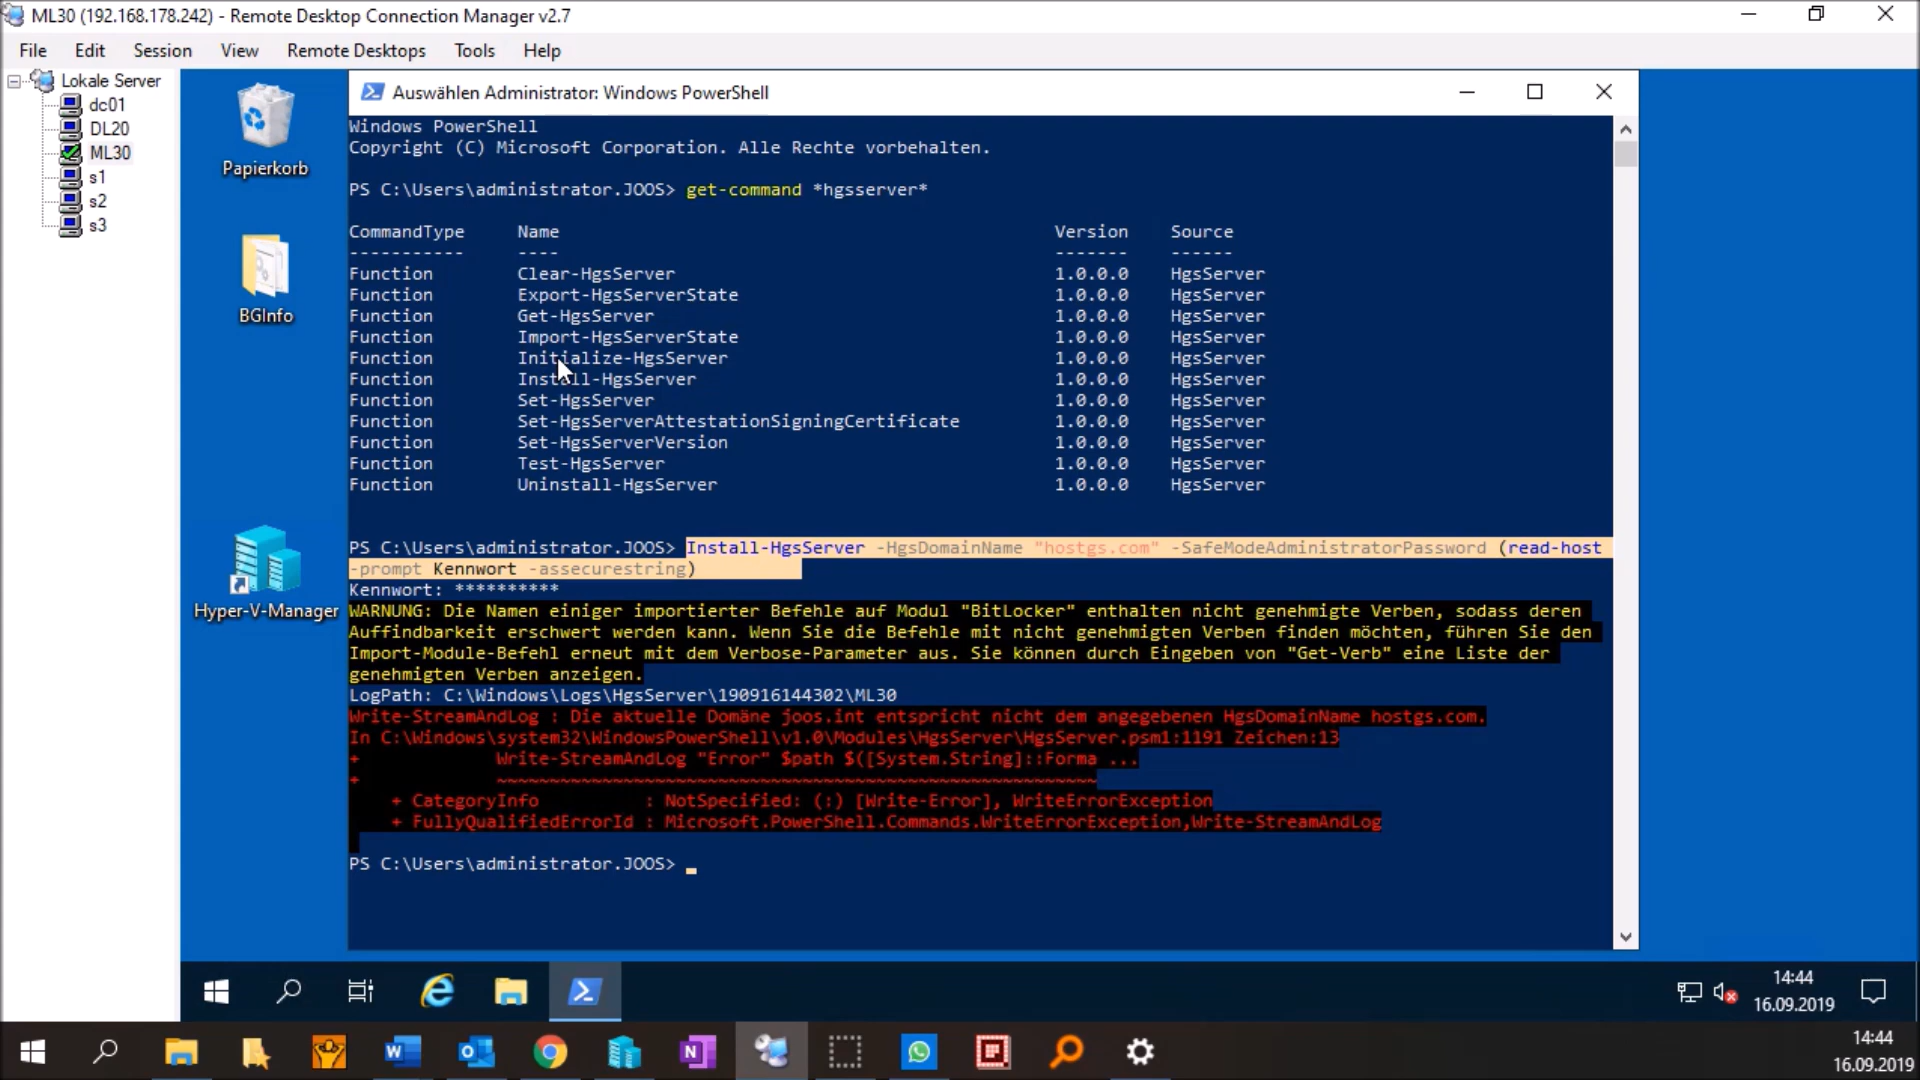 ML30 (192.168.178.242) - Remote Desktop Connection Manager v2.7
File Edit Session View Remote Desktops Tools Help
Lokale Server
dc01
DL20
ML30
s1
s2
s3
Papierkorb
BGInfo
Hyper-V-Manager
Auswählen Administrator: Windows PowerShell
Windows PowerShell
Copyright (C) Microsoft Corporation. Alle Rechte vorbehalten.
PS C:\Users\administrator.JOOS> get-command *hgsserver*
CommandType Name Version Source
----------- ---- ------- ------
Function Clear-HgsServer 1.0.0.0 HgsServer
Function Export-HgsServerState 1.0.0.0 HgsServer
Function Get-HgsServer 1.0.0.0 HgsServer
Function Import-HgsServerState 1.0.0.0 HgsServer
Function Initialize-HgsServer 1.0.0.0 HgsServer
Function Install-HgsServer 1.0.0.0 HgsServer
Function Set-HgsServer 1.0.0.0 HgsServer
Function Set-HgsServerAttestationSigningCertificate 1.0.0.0 HgsServer
Function Set-HgsServerVersion 1.0.0.0 HgsServer
Function Test-HgsServer 1.0.0.0 HgsServer
Function Uninstall-HgsServer 1.0.0.0 HgsServer
PS C:\Users\administrator.JOOS> Install-HgsServer -HgsDomainName "hostgs.com" -SafeModeAdministratorPassword (read-host
-prompt Kennwort -assecurestring)
Kennwort: **********
WARNUNG: Die Namen einiger importierter Befehle auf Modul "BitLocker" enthalten nicht genehmigte Verben, sodass deren
Auffindbarkeit erschwert werden kann. Wenn Sie die Befehle mit nicht genehmigten Verben finden möchten, führen Sie den
Import-Module-Befehl erneut mit dem Verbose-Parameter aus. Sie können durch Eingeben von "Get-Verb" eine Liste der
genehmigten Verben anzeigen.
LogPath: C:\Windows\Logs\HgsServer\190916144302\ML30
Write-StreamAndLog : Die aktuelle Domäne joos.int entspricht nicht dem angegebenen HgsDomainName hostgs.com.
In C:\Windows\system32\WindowsPowerShell\v1.0\Modules\HgsServer\HgsServer.psm1:1191 Zeichen:13
+ Write-StreamAndLog "Error" $path $([System.String]::Forma ...
+ ~~~~~~~~~~~~~~~~~~~~~~~~~~~~~~~~~~~~~~~~~~~~~~~~~~~~~~~~~
+ CategoryInfo : NotSpecified: (:) [Write-Error], WriteErrorException
+ FullyQualifiedErrorId : Microsoft.PowerShell.Commands.WriteErrorException,Write-StreamAndLog
PS C:\Users\administrator.JOOS>
14:44
16.09.2019
14:44
16.09.2019